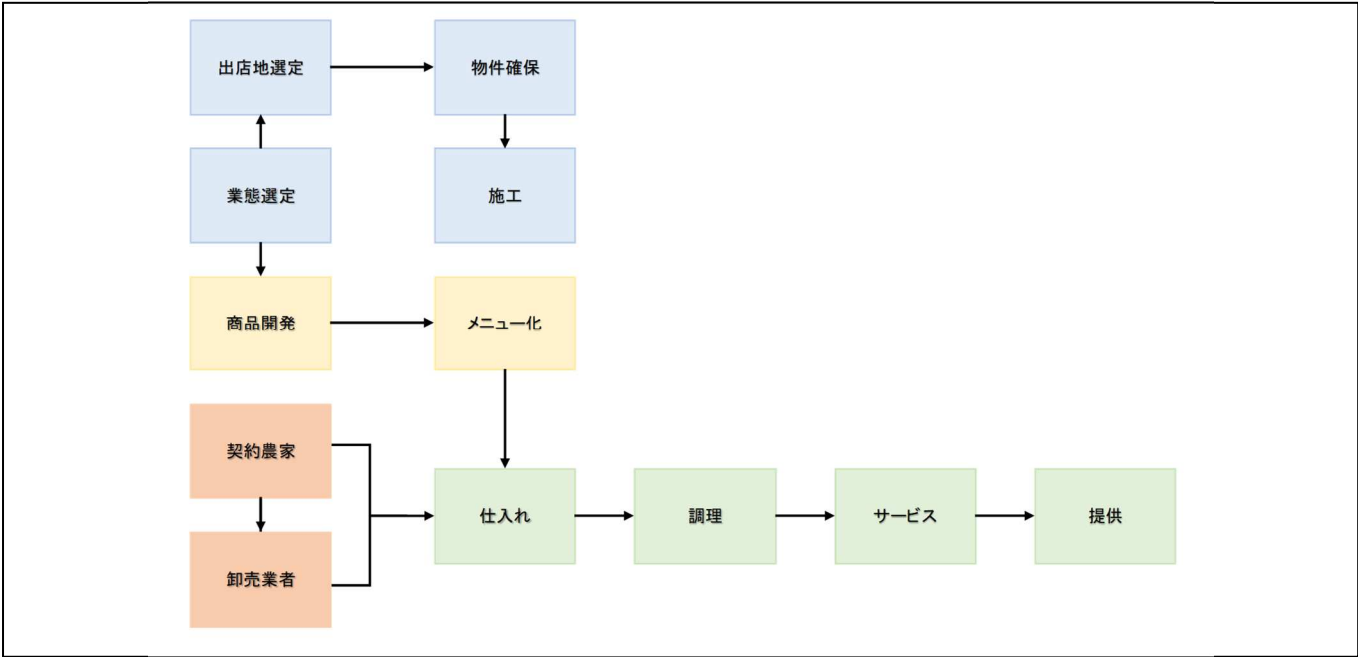 出店地選定
物件確保
業態選定
施工
商品開発
メニュー化
契約農家
仕入れ
調理
サービス
提供
卸売業者